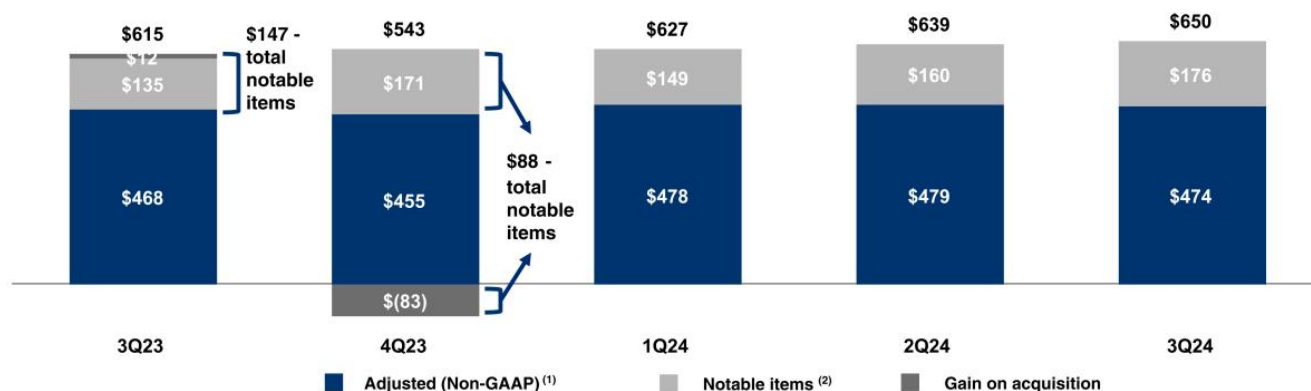 $615
$147 -
total
notable
items
$543
$627
$639
$650
$12
$135
$171
$149
$160
$176
$468
$455
$88 -
total
notable
items
$478
$479
$474
$(83)
3Q23
4Q23
1Q24
2Q24
3Q24
Adjusted (Non-GAAP) (1)
Notable items (2)
Gain on acquisition